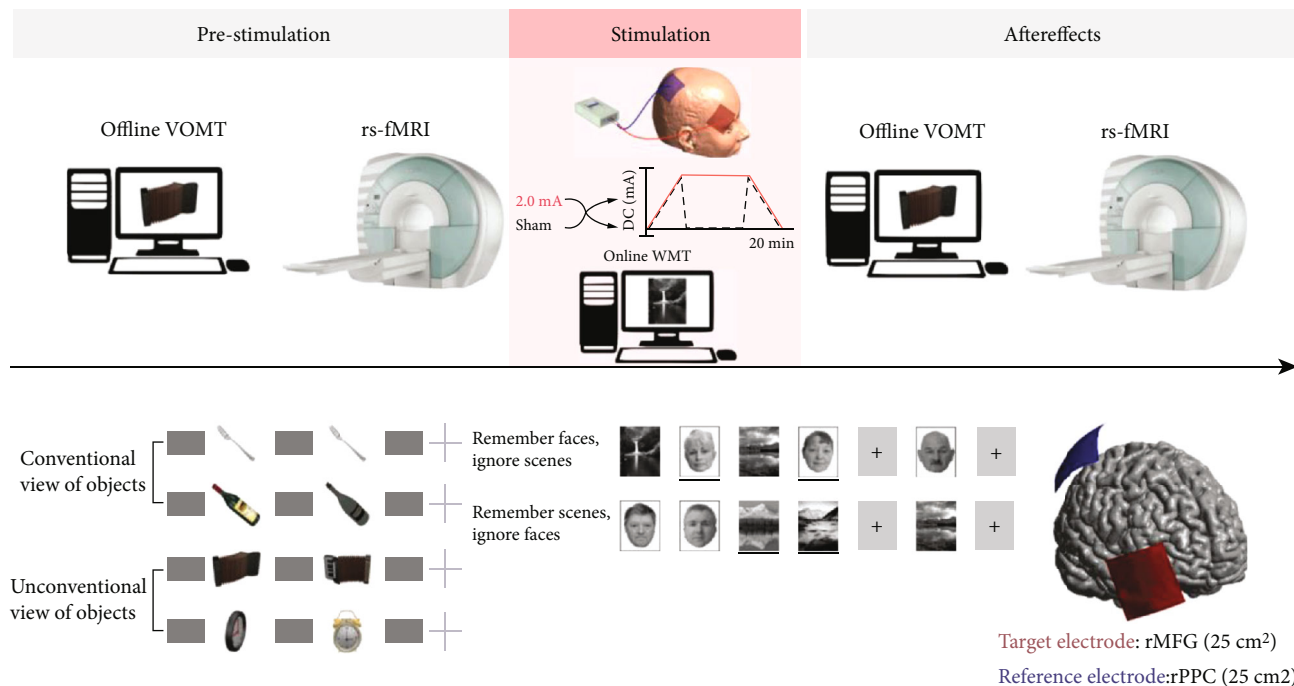 Pre-stimulation
Stimulation
Aftereffects
Offline VOMT
rs-fMRI
2.0 mA
Sham
DC (mA)
20 min
Online WMT
Offline VOMT
rs-fMRI
Conventional
view of objects
Unconventional
view of objects
Remember faces,
ignore scenes
+
+
Remember scenes,
ignore faces
+
+
Target electrode: rMFG (25 cm²)
Reference electrode:rPPC (25 cm2)